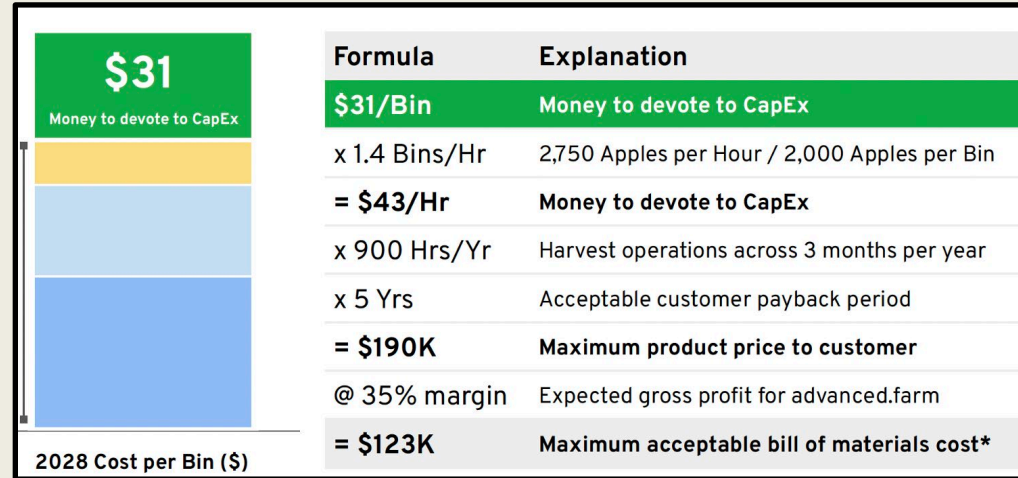 $31
Money to devote to CapEx
2028 Cost per Bin ($)
Formula Explanation
$31/Bin Money to devote to CapEx
x 1.4 Bins/Hr 2,750 Apples per Hour / 2,000 Apples per Bin
= $43/Hr Money to devote to CapEx
x 900 Hrs/Yr Harvest operations across 3 months per year
x 5 Yrs Acceptable customer payback period
= $190K Maximum product price to customer
@ 35% margin Expected gross profit for advanced.farm
= $123K Maximum acceptable bill of materials cost*